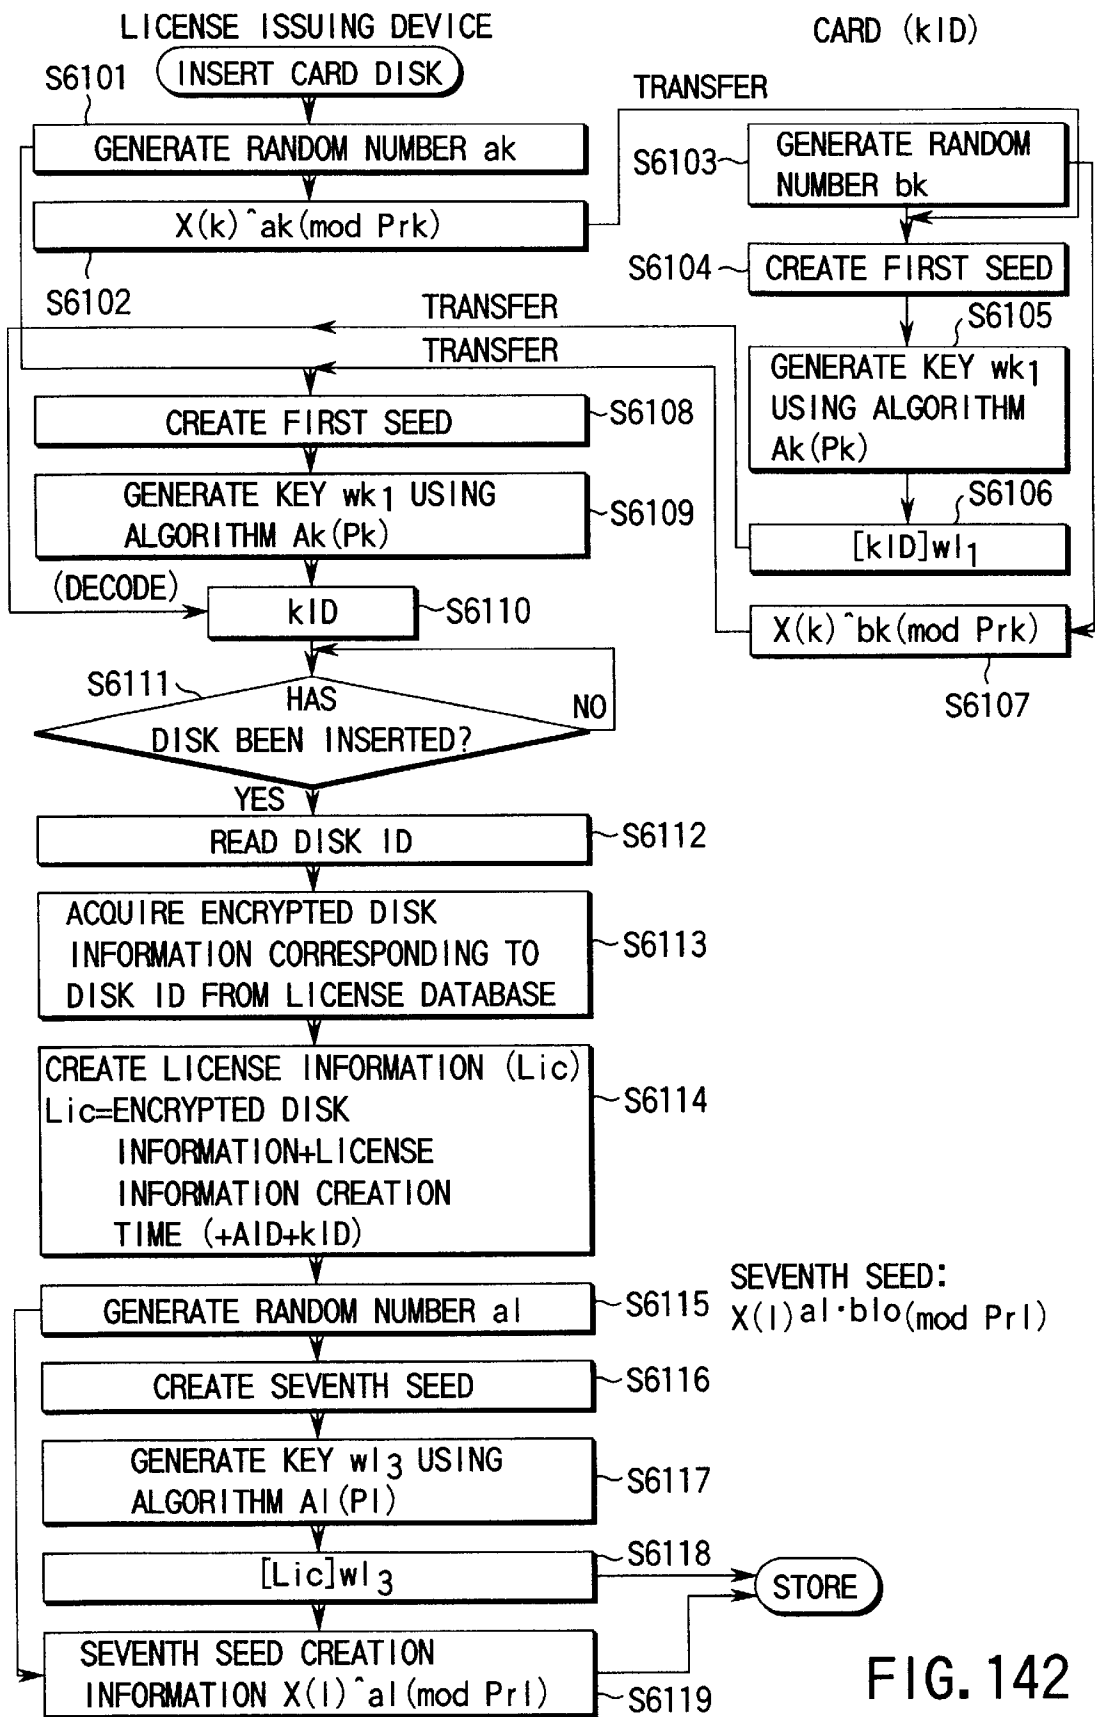 LICENSE ISSUING DEVICE
CARD (kID)
INSERT CARD DISK
S6101
TRANSFER
GENERATE RANDOM NUMBER ak
S6103
GENERATE RANDOM
NUMBER bk
X(k)^ak(mod Prk)
S6102
S6104
CREATE FIRST SEED
TRANSFER
S6105
TRANSFER
GENERATE KEY wk1
USING ALGORITHM
Ak(Pk)
CREATE FIRST SEED
S6108
GENERATE KEY wk1 USING
ALGORITHM Ak(Pk)
S6109
S6106
[kID]wl1
(DECODE)
kID
S6110
X(k)^bk(mod Prk)
S6107
S6111
HAS
DISK BEEN INSERTED?
NO
YES
READ DISK ID
S6112
ACQUIRE ENCRYPTED DISK
INFORMATION CORRESPONDING TO
DISK ID FROM LICENSE DATABASE
S6113
CREATE LICENSE INFORMATION (Lic)
Lic=ENCRYPTED DISK
INFORMATION+LICENSE
INFORMATION CREATION
TIME (+AID+kID)
S6114
GENERATE RANDOM NUMBER al
S6115
SEVENTH SEED:
X(l)al·blo(mod Prl)
CREATE SEVENTH SEED
S6116
GENERATE KEY wl3 USING
ALGORITHM Al(Pl)
S6117
[Lic]wl3
S6118
STORE
SEVENTH SEED CREATION
INFORMATION X(l)^al(mod Prl)
S6119
FIG. 142